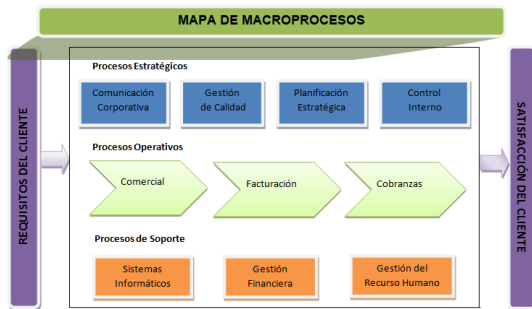 MAPA DE MACROPROCESOS
REQUISITOS DEL CLIENTE
Procesos Estratégicos
Comunicación
Corporativa
Gestión
de Calidad
Planificación
Estratégica
Control
Interno
Procesos Operativos
Comercial
Facturación
Cobranzas
Procesos de Soporte
Sistemas
Informáticos
Gestión
Financiera
Gestión del
Recurso Humano
SATISFACCIÓN DEL CLIENTE